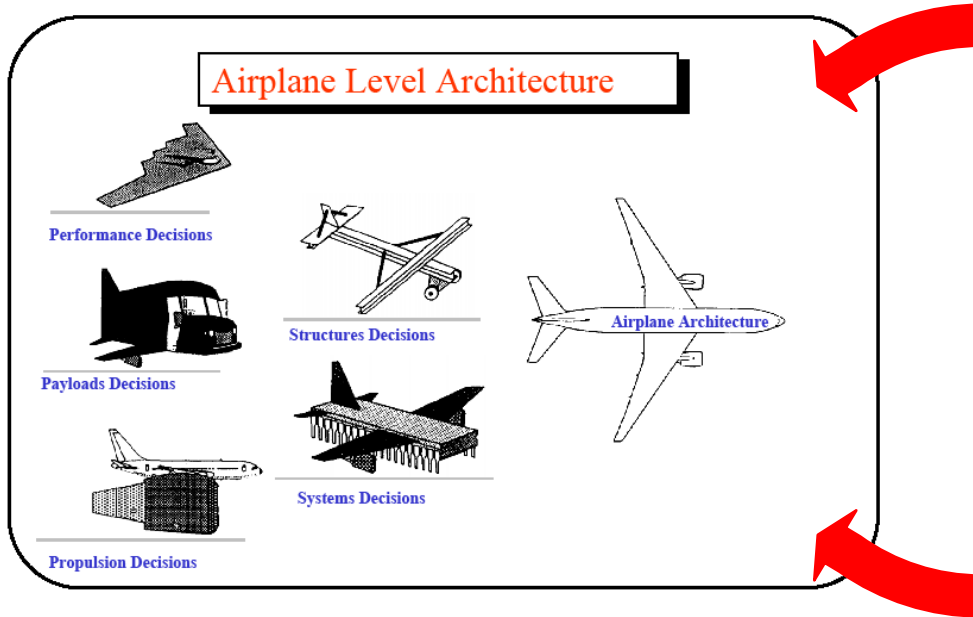 Airplane Level Architecture
Performance Decisions
Structures Decisions
Airplane Architecture
Payloads Decisions
Systems Decisions
Propulsion Decisions